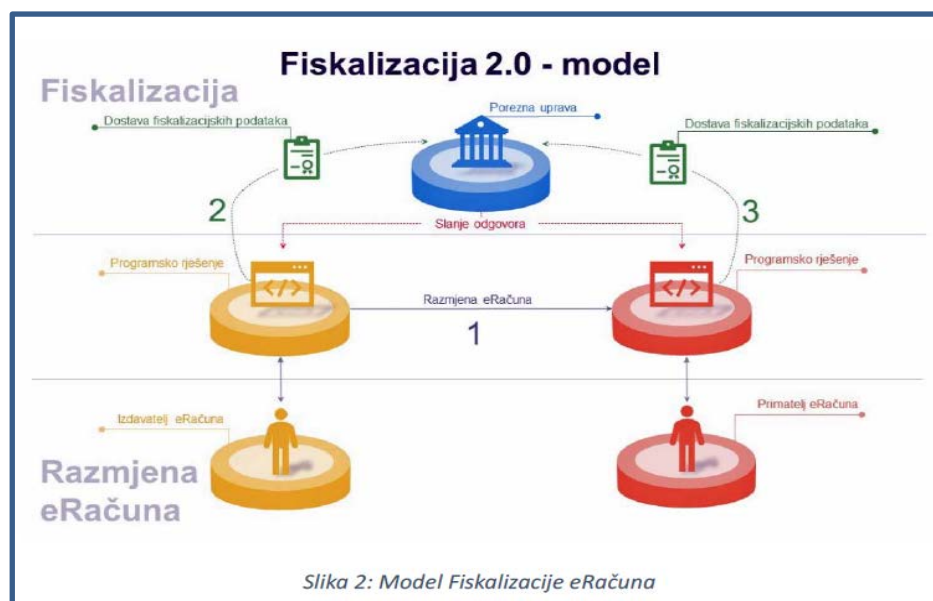 Fiskalizacija 2.0 - model
Fiskalizacija
Porezna uprava
Dostava fiskalizacijskih podataka
Dostava fiskalizacijskih podataka
2
3
Slanje odgovora
Programsko rješenje
Programsko rješenje
</>
</>
Razmjena eRačuna
1
Izdavatelj eRačuna
Primatelj eRačuna
Razmjena
eRačuna
Slika 2: Model Fiskalizacije eRačuna